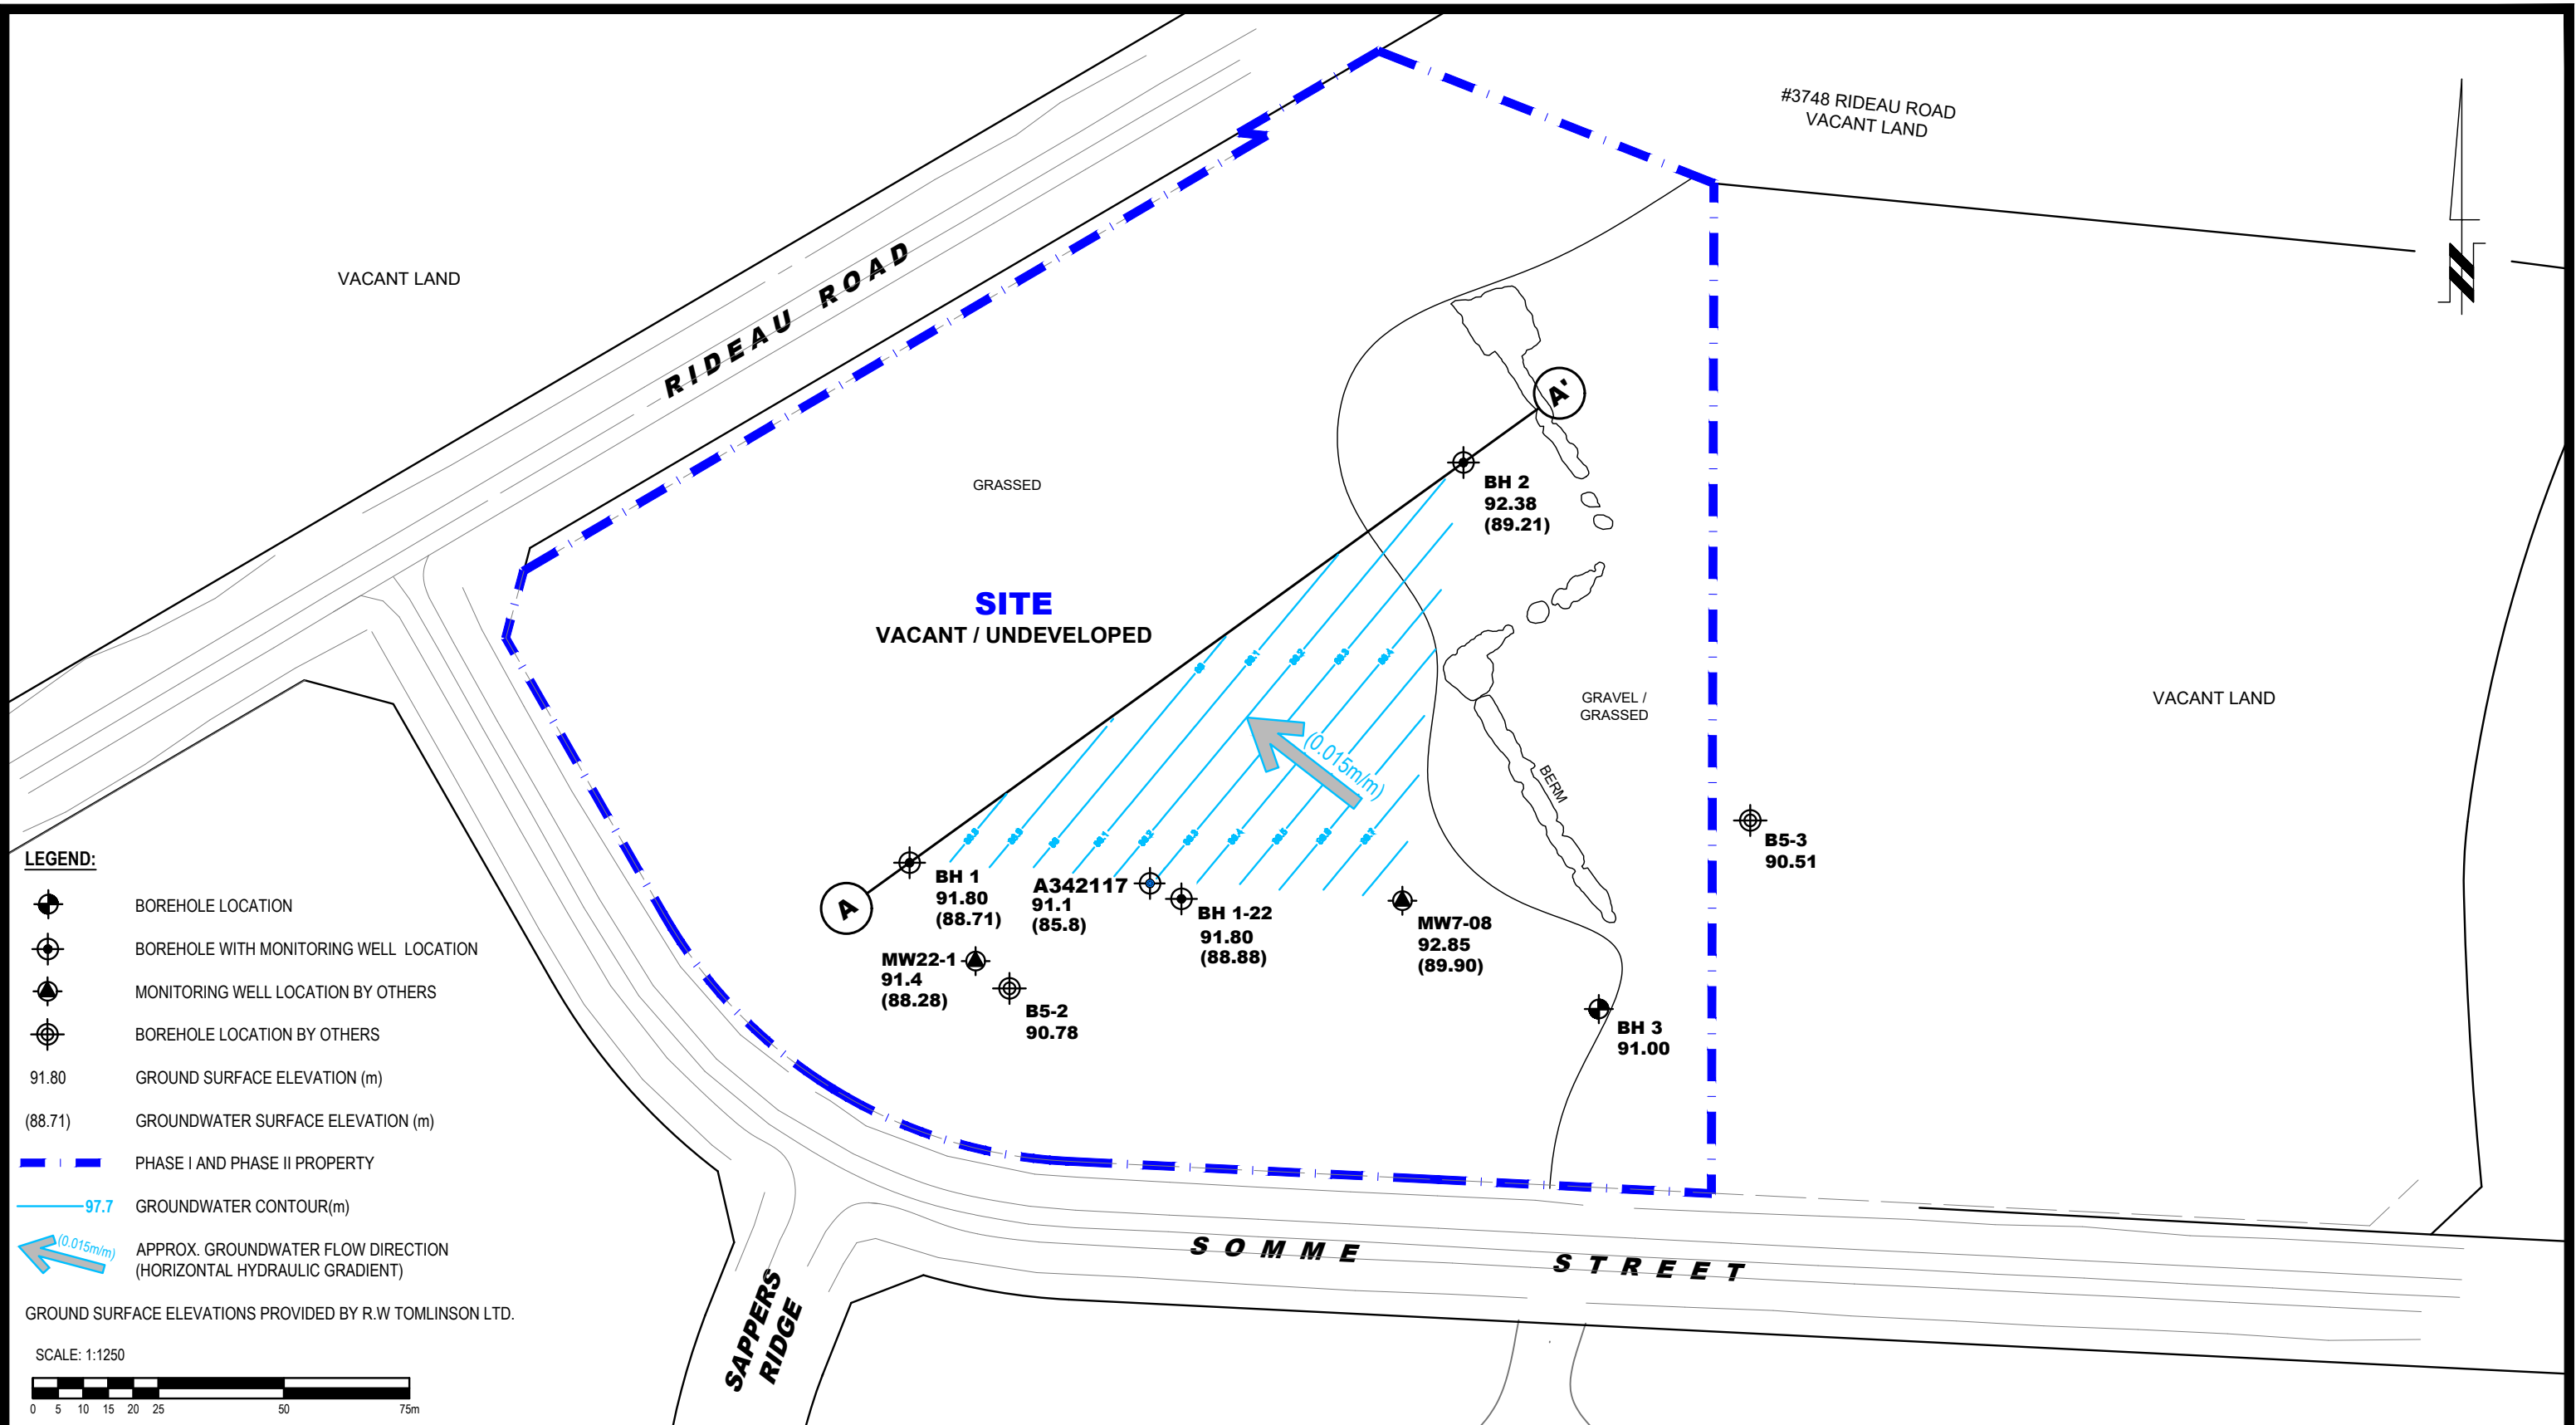 #3748 RIDEAU ROAD
VACANT LAND
VACANT LAND
RIDEAU ROAD
A'
GRASSED
BH 2
92.38
(89.21)
SITE
VACANT / UNDEVELOPED
GRAVEL /
GRASSED
VACANT LAND
(0.015m/m)
BERM
B5-3
90.51
BH 1
91.80
(88.71)
A
A342117
91.1
(85.8)
BH 1-22
91.80
(88.88)
MW7-08
92.85
(89.90)
MW22-1
91.4
(88.28)
B5-2
90.78
BH 3
91.00
SOMME STREET
SAPPERS
RIDGE
LEGEND:
BOREHOLE LOCATION
BOREHOLE WITH MONITORING WELL LOCATION
MONITORING WELL LOCATION BY OTHERS
BOREHOLE LOCATION BY OTHERS
91.80 GROUND SURFACE ELEVATION (m)
(88.71) GROUNDWATER SURFACE ELEVATION (m)
PHASE I AND PHASE II PROPERTY
97.7 GROUNDWATER CONTOUR(m)
(0.015m/m) APPROX. GROUNDWATER FLOW DIRECTION
(HORIZONTAL HYDRAULIC GRADIENT)
GROUND SURFACE ELEVATIONS PROVIDED BY R.W TOMLINSON LTD.
SCALE: 1:1250
0 5 10 15 20 25 50 75m